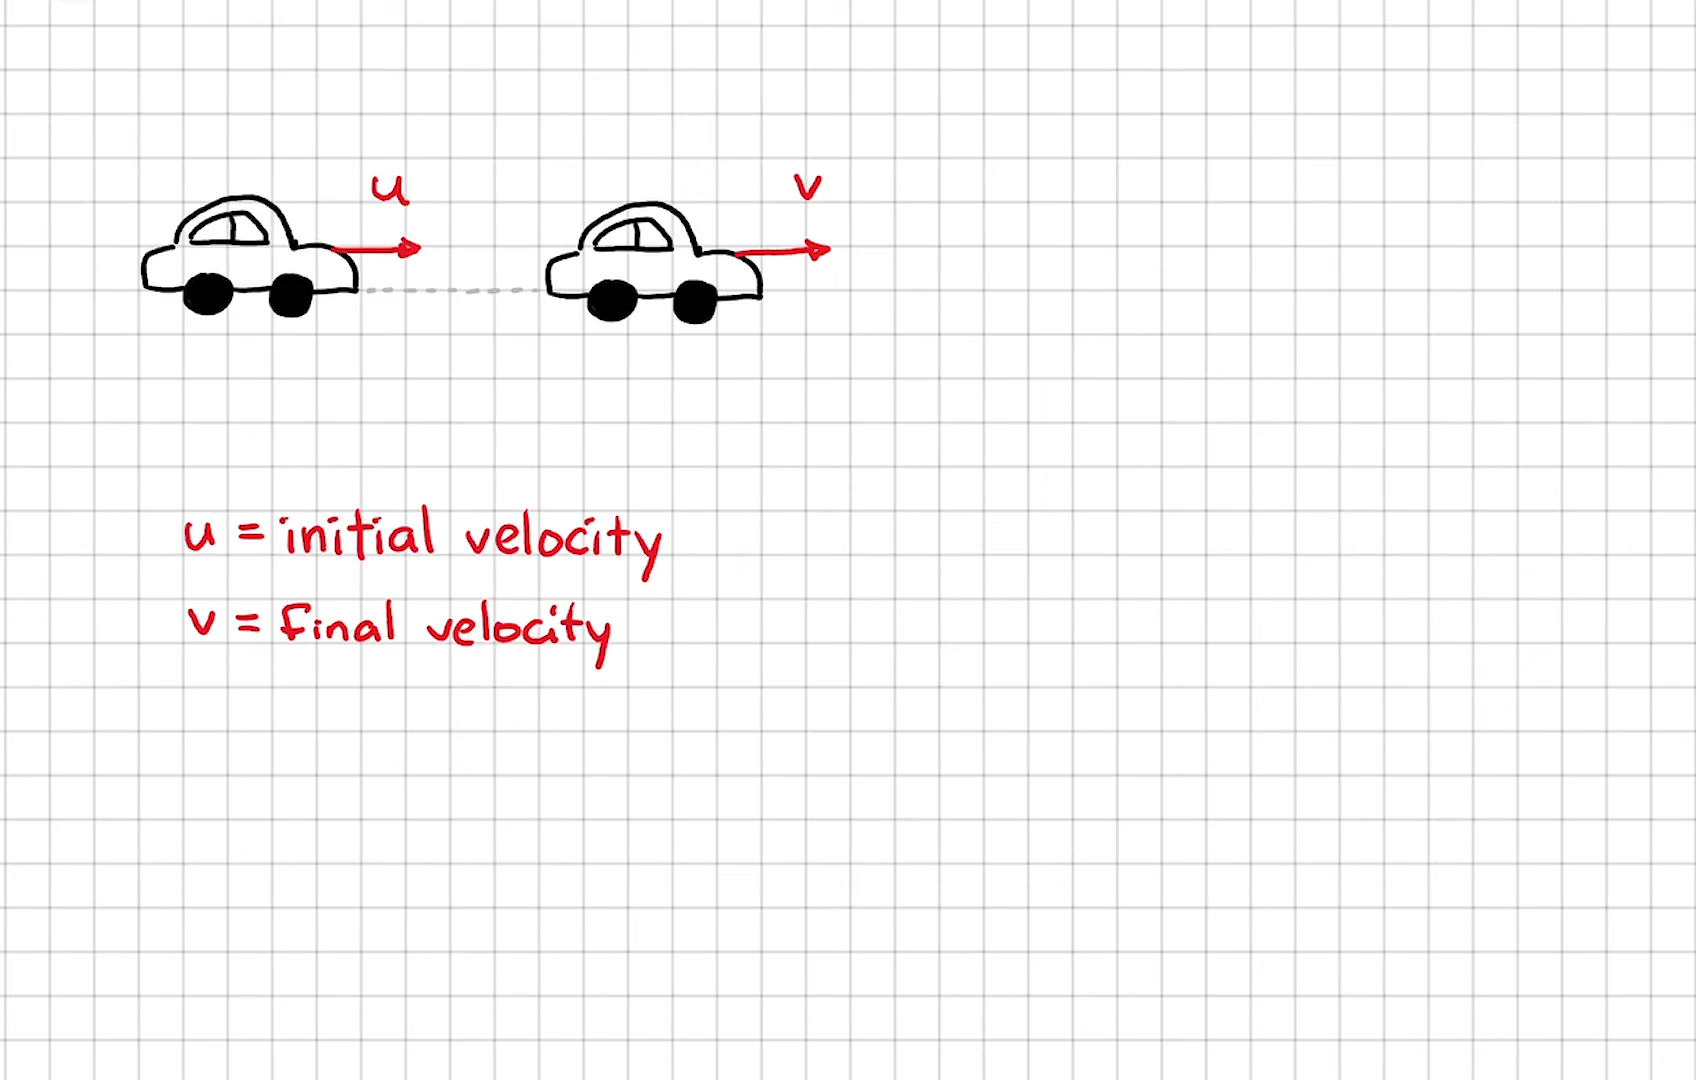 u v
u = initial velocity
v = final velocity